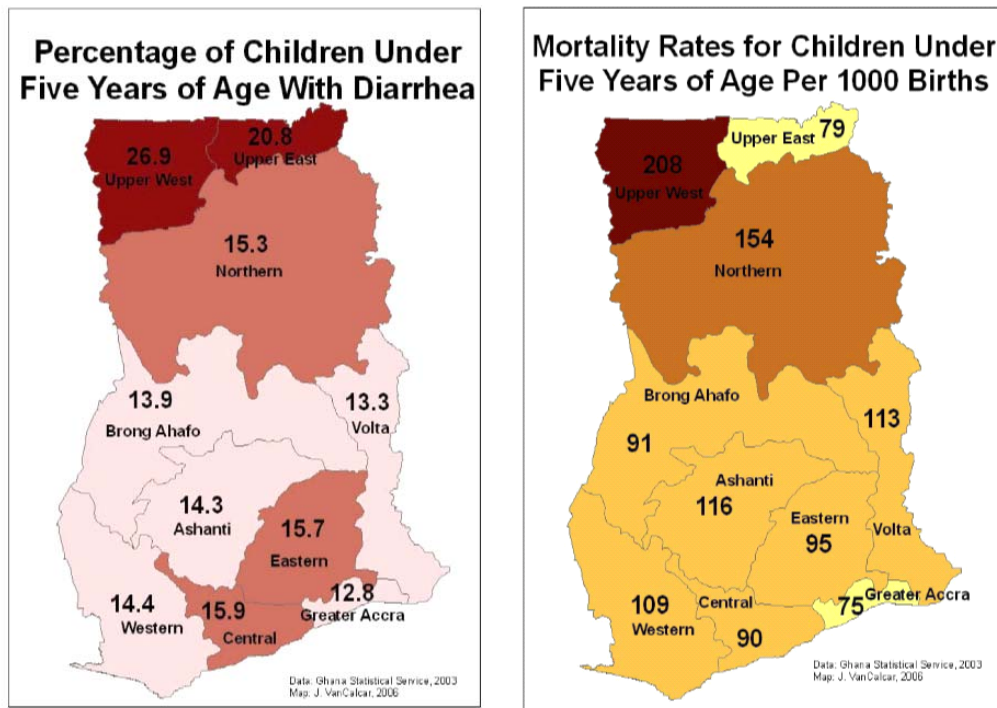 Percentage of Children Under
Five Years of Age With Diarrhea
26.9
Upper West
20.8
Upper East
15.3
Northern
13.9
Brong Ahafo
13.3
Volta
14.3
Ashanti
15.7
Eastern
12.8
Greater Accra
14.4
Western
15.9
Central
Data: Ghana Statistical Service, 2003
Map: J. VanCalcar, 2006
Mortality Rates for Children Under
Five Years of Age Per 1000 Births
Upper East 79
208
Upper West
154
Northern
Brong Ahafo
91
113
Volta
Ashanti
116
Eastern
95
Greater Accra
75
109
Western
Central
90
Data: Ghana Statistical Service, 2003
Map: J. VanCalcar, 2006